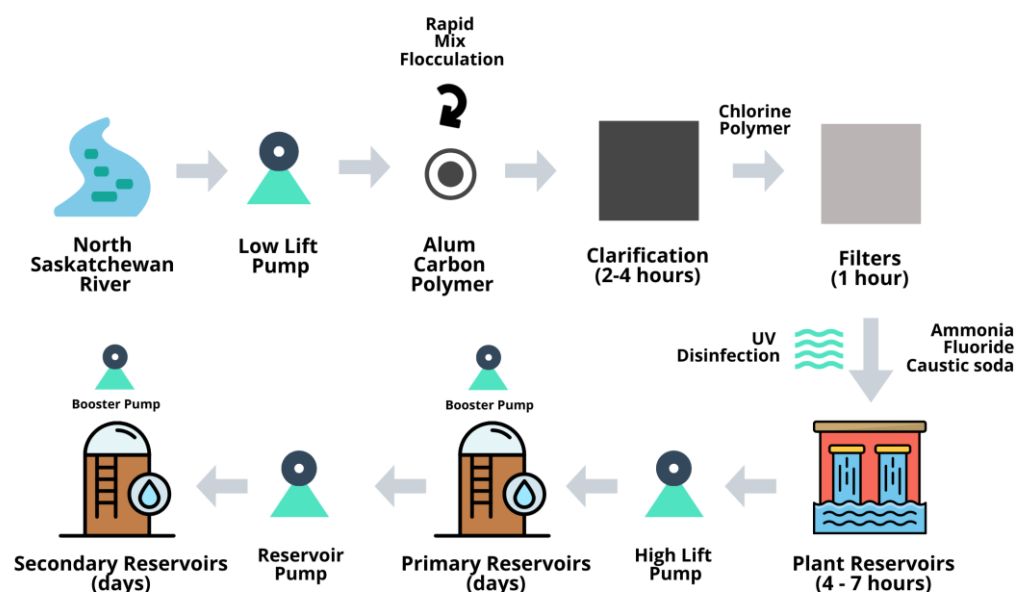 Rapid
Mix
Flocculation
North
Saskatchewan
River
Low Lift
Pump
Alum
Carbon
Polymer
Clarification
(2-4 hours)
Chlorine
Polymer
Filters
(1 hour)
UV
Disinfection
Ammonia
Fluoride
Caustic soda
Plant Reservoirs
(4 - 7 hours)
High Lift
Pump
Booster Pump
Primary Reservoirs
(days)
Reservoir
Pump
Booster Pump
Secondary Reservoirs
(days)